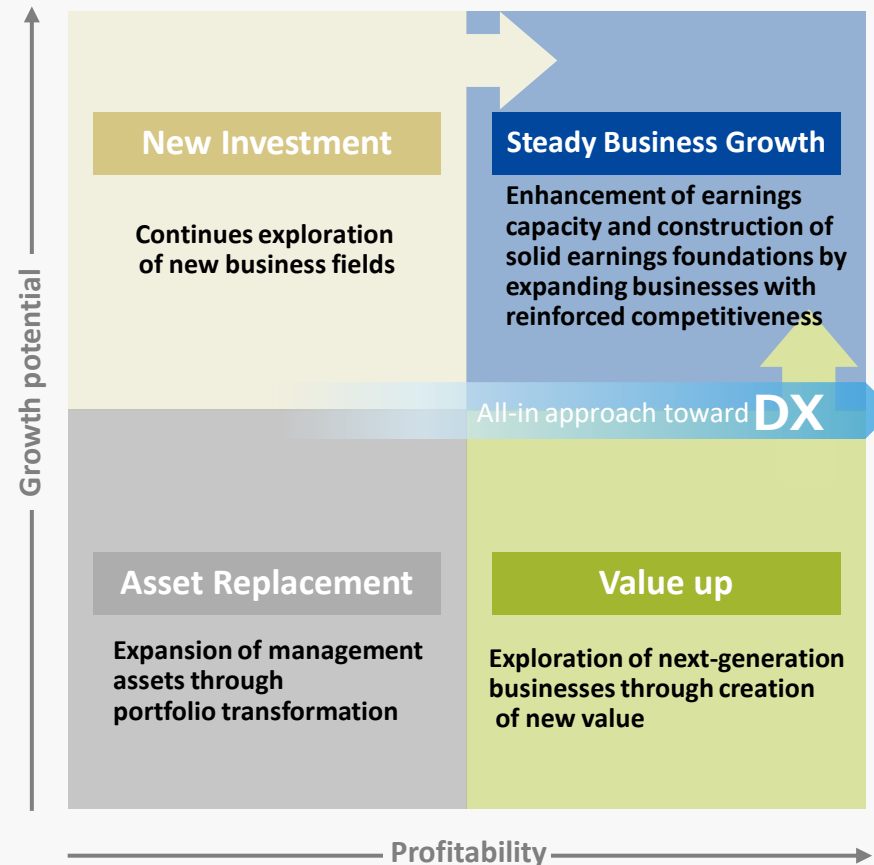 Growth potential
New Investment
Continues exploration
of new business fields
Steady Business Growth
Enhancement of earnings
capacity and construction of
solid earnings foundations by
expanding businesses with
reinforced competitiveness
All-in approach toward DX
Asset Replacement
Expansion of management
assets through
portfolio transformation
Value up
Exploration of next-generation
businesses through creation
of new value
Profitability